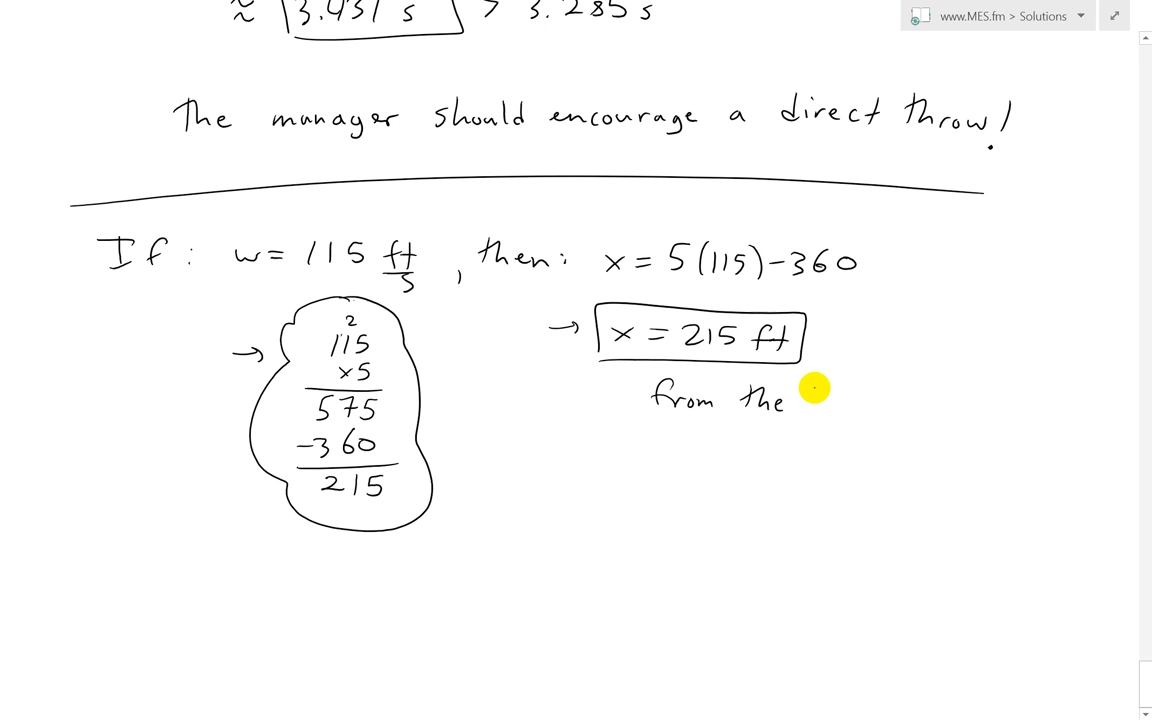 ≈ 3.431 s > 3.285 s
www.MES.fm > Solutions
The manager should encourage a direct throw!
If: w = 115 ft/s, then: x = 5(115) - 360
→ x = 215 ft
from the
→
2
115
x5
575
-360
215